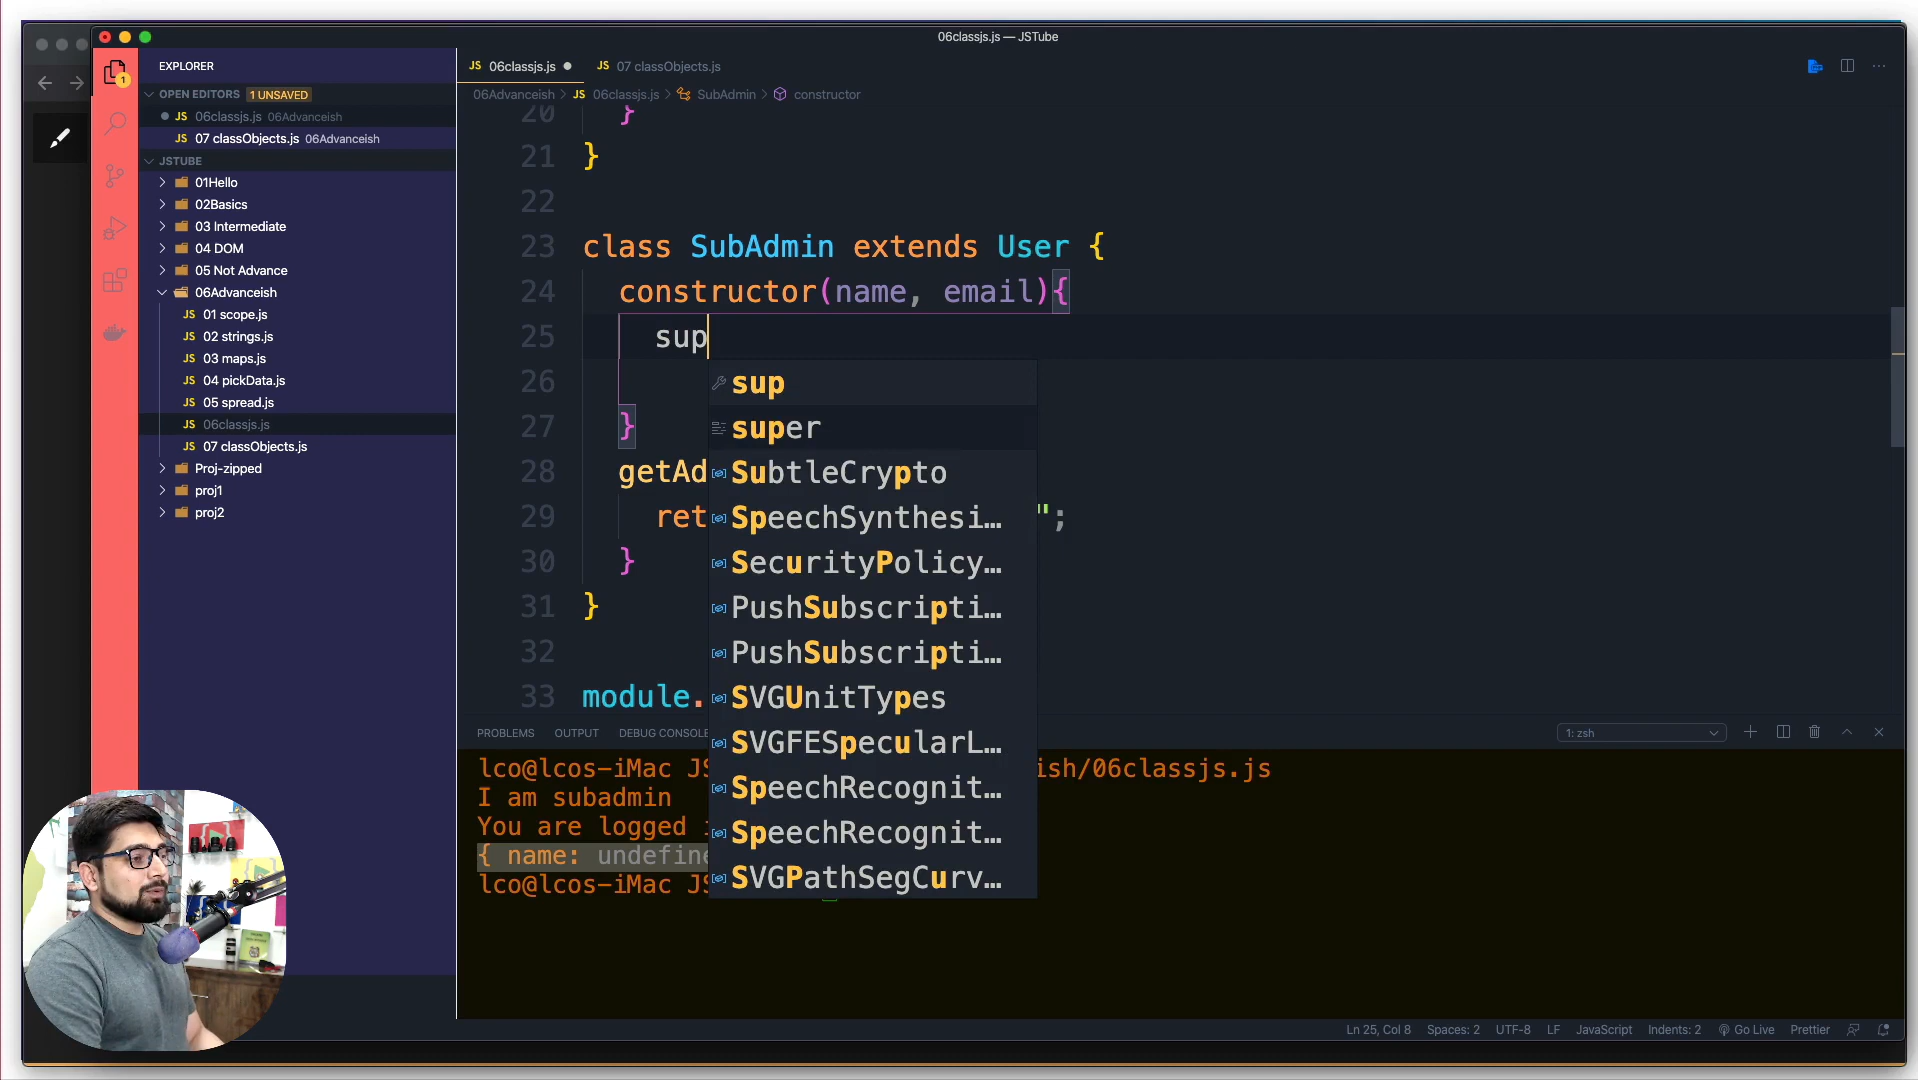 06classjs.js — JSTube
EXPLORER
OPEN EDITORS 1 UNSAVED
JS 06classjs.js 06Advanceish
JS 07 classObjects.js 06Advanceish
JSTUBE
01Hello
02Basics
03 Intermediate
04 DOM
05 Not Advance
06Advanceish
JS 01 scope.js
JS 02 strings.js
JS 03 maps.js
JS 04 pickData.js
JS 05 spread.js
JS 06classjs.js
JS 07 classObjects.js
Proj-zipped
proj1
proj2
1
JS 06classjs.js
JS 07 classObjects.js
06Advanceish > JS 06classjs.js > SubAdmin > constructor
20 }
21 }
22
23 class SubAdmin extends User {
24 constructor(name, email){
25 sup
26
27 }
28 getAd
29 ret ";
30 }
31 }
32
33 module.
sup
super
SubtleCrypto
SpeechSynthesi…
SecurityPolicy…
PushSubscripti…
PushSubscripti…
SVGUnitTypes
SVGFESpecularL…
SpeechRecognit…
SpeechRecognit…
SVGPathSegCurv…
PROBLEMS OUTPUT DEBUG CONSOLE 1: zsh
lco@lcos-iMac JS ish/06classjs.js
I am subadmin
You are logged
{ name: undefine
lco@lcos-iMac JS
Ln 25, Col 8 Spaces: 2 UTF-8 LF JavaScript Indents: 2 Go Live Prettier